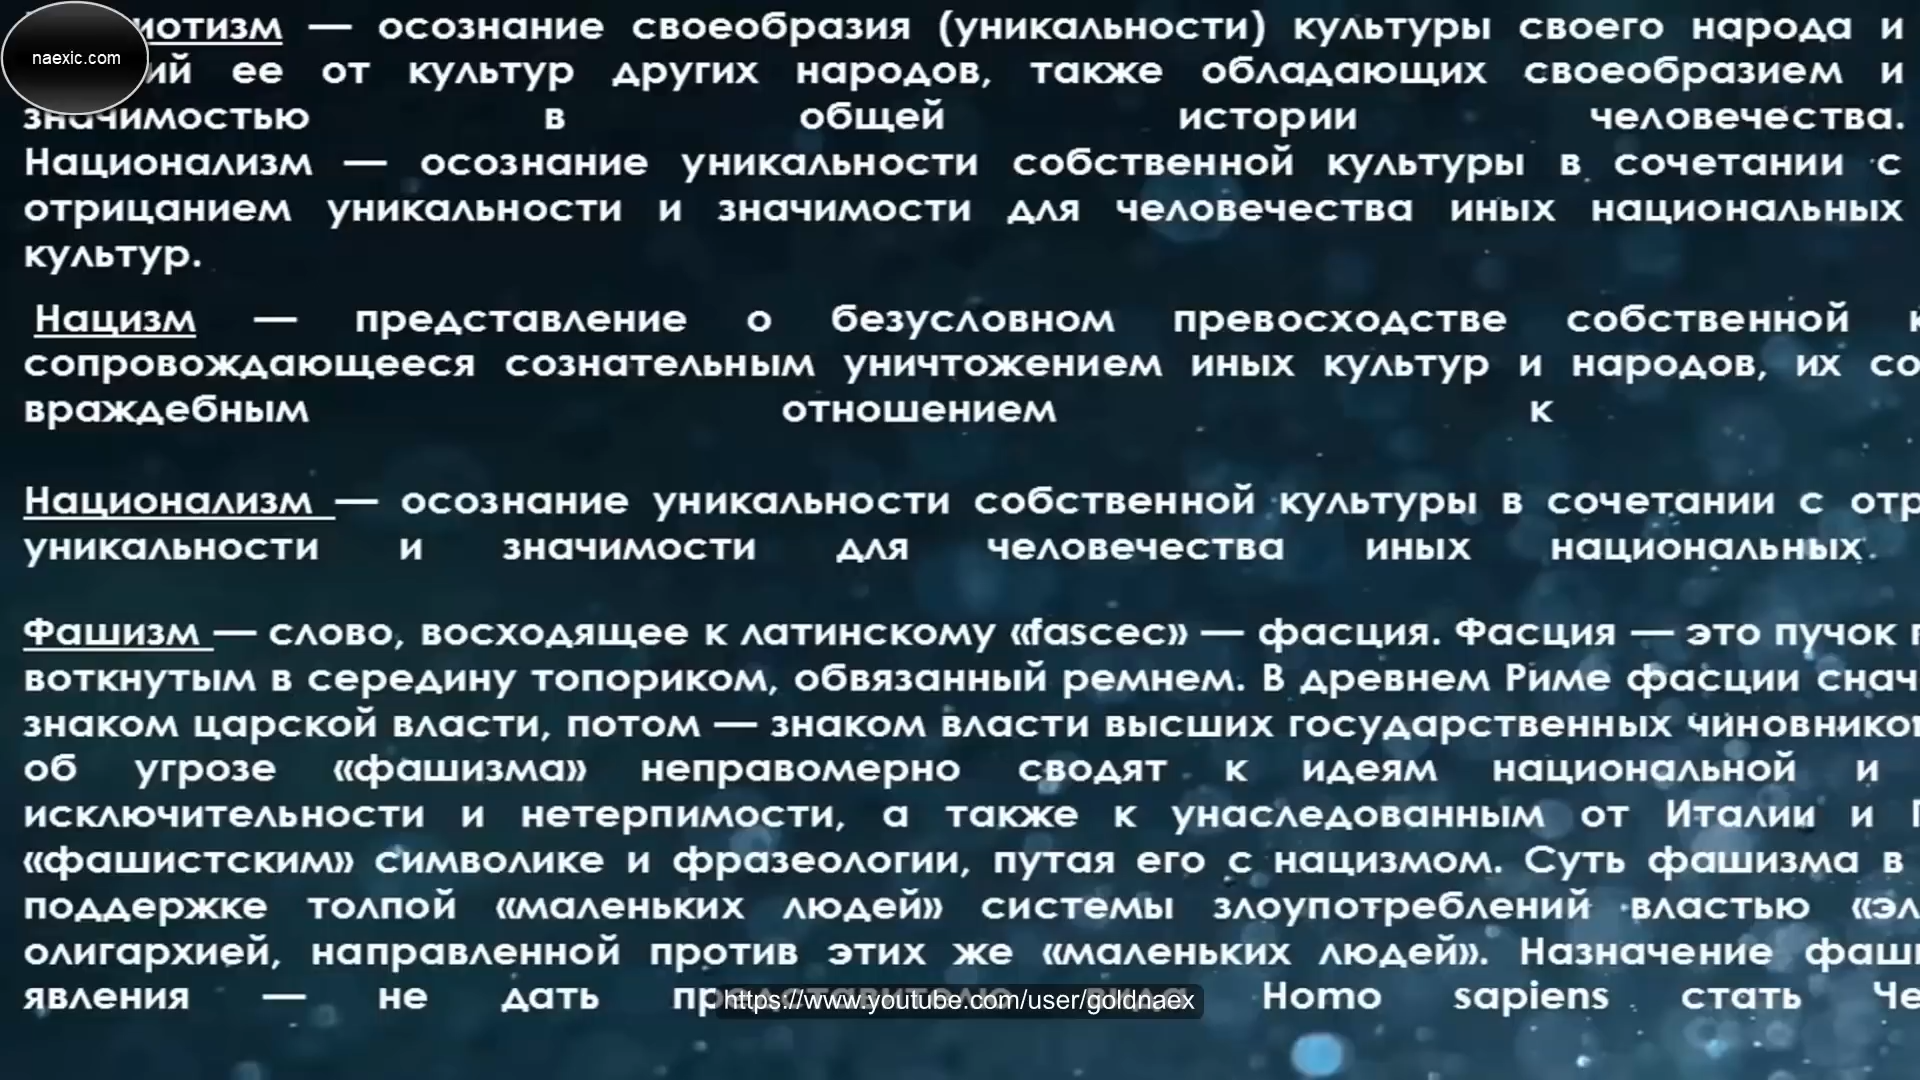 naexic.com
— осознание своеобразия (уникальности) культуры своего народа и
ее от культур других народов, также обладающих своеобразием и
значимостью в общей истории человечества.
Национализм — осознание уникальности собственной культуры в сочетании с
отрицанием уникальности и значимости для человечества иных национальных
культур.
Нацизм — представление о безусловном превосходстве собственной
сопровождающееся сознательным уничтожением иных культур и народов, их
враждебным отношением к
Национализм — осознание уникальности собственной культуры в сочетании с
уникальности и значимости для человечества иных национальных
Фашизм — слово, восходящее к латинскому «fasceс» — фасция. Фасция — это пучок
воткнутым в середину топориком, обвязанный ремнем. В древнем Риме фасции
знаком царской власти, потом — знаком власти высших государственных
об угрозе «фашизма» неправомерно сводят к идеям национальной и
исключительности и нетерпимости, а также к унаследованным от Италии и
«фашистским» символике и фразеологии, путая его с нацизмом. Суть фашизма в
поддержке толпой «маленьких людей» системы злоупотреблений властью
олигархией, направленной против этих же «маленьких людей». Назначение
явления — не дать Homo sapiens стать
https://www.youtube.com/user/goldnaex